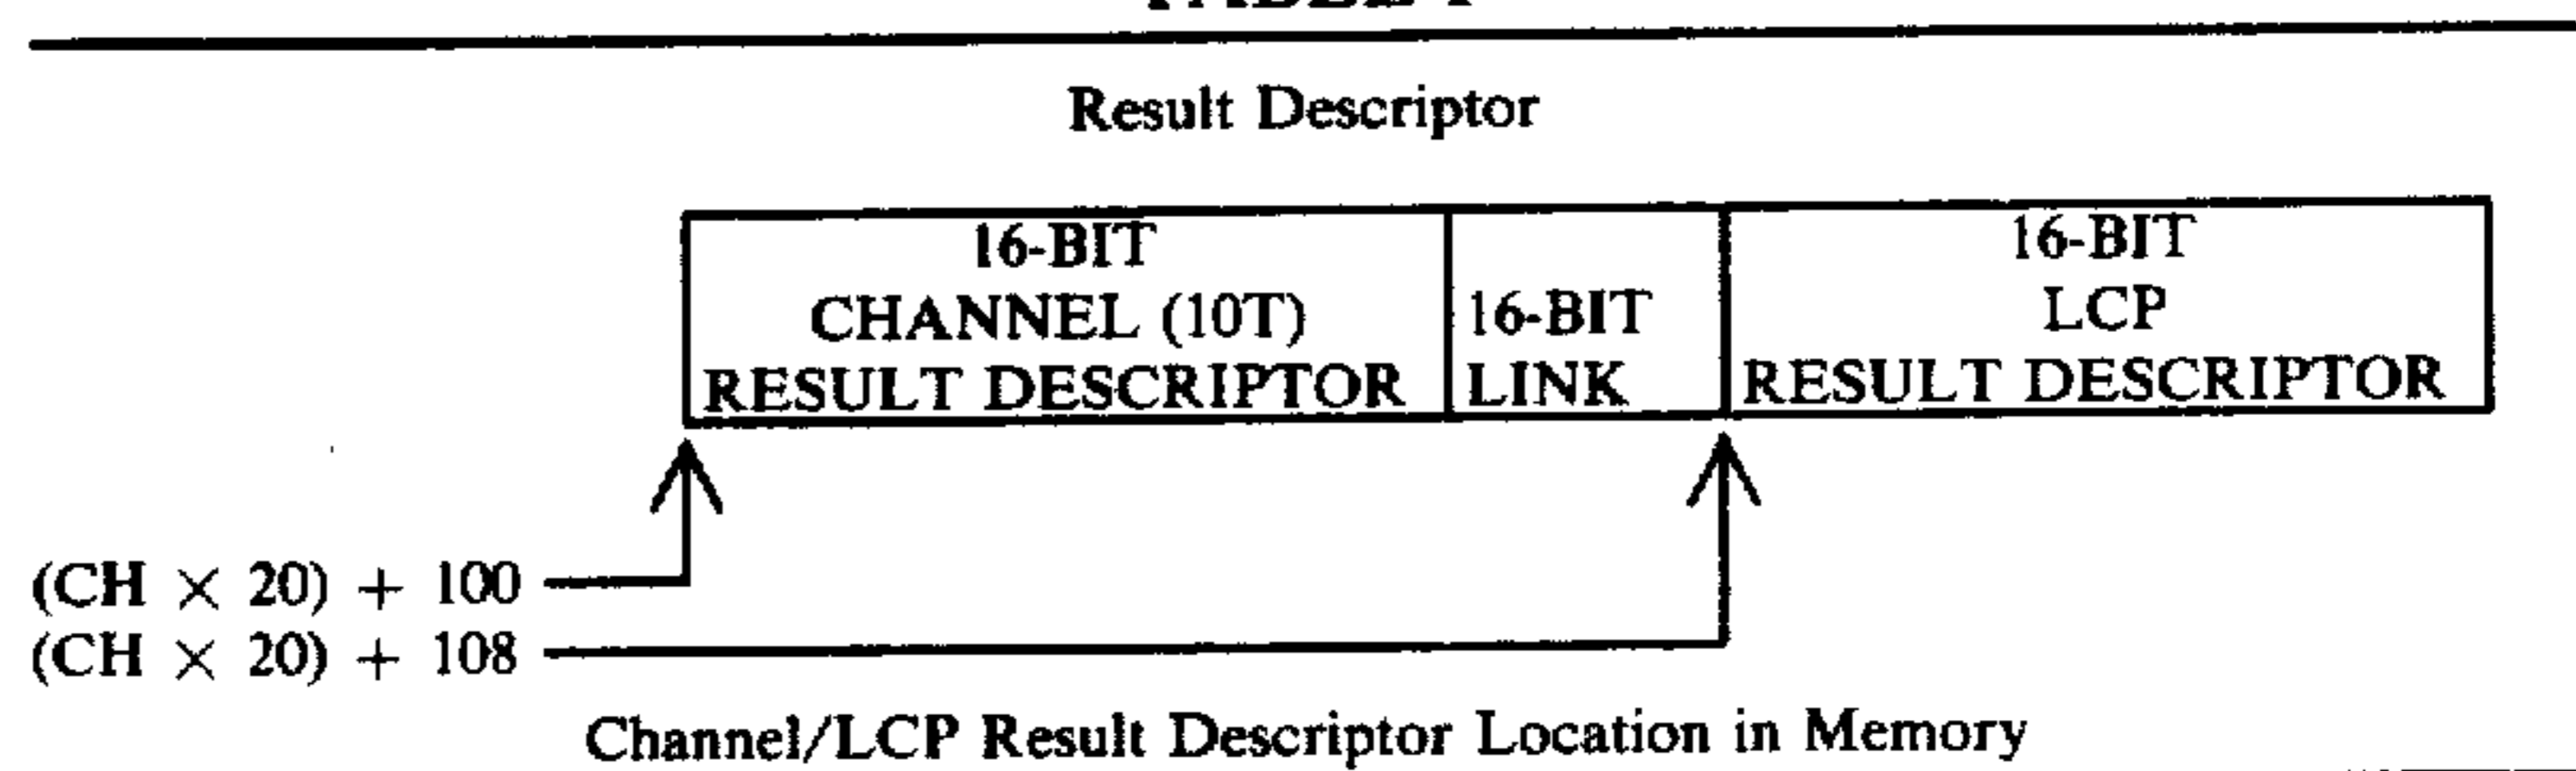 Result Descriptor
16-BIT
CHANNEL (10T)
RESULT DESCRIPTOR
16-BIT
LINK
16-BIT
LCP
RESULT DESCRIPTOR
(CH × 20) + 100
(CH × 20) + 108
Channel/LCP Result Descriptor Location in Memory